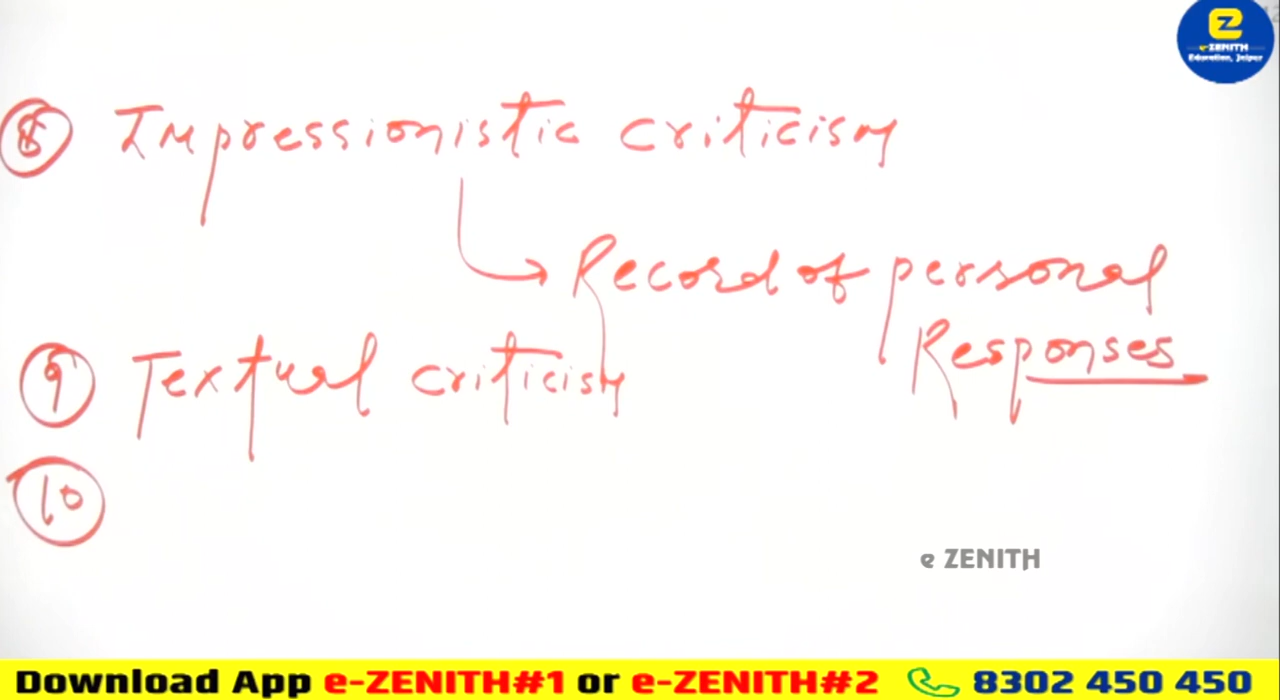 e
Z
e-ZENITH
Education, Jaipur
8 Impressionistic criticism
Record of personal
Responses
9 Textual criticism
10
e ZENITH
Download App e-ZENITH#1 or e-ZENITH#2 8302 450 450